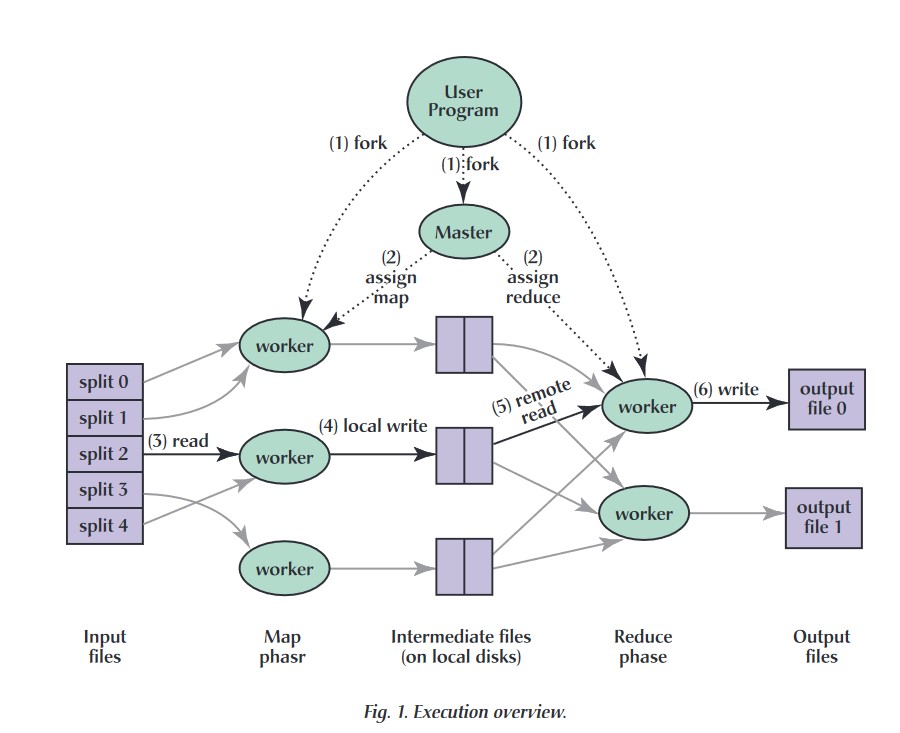 User
Program
(1) fork
(1) fork
(1) fork
Master
(2)
assign
map
(2)
assign
reduce
worker
split 0
split 1
split 2
split 3
split 4
(3) read
worker
(4) local write
worker
(5) remote
read
worker
(6) write
output
file 0
worker
output
file 1
Input
files
Map
phasr
Intermediate files
(on local disks)
Reduce
phase
Output
files
Fig. 1. Execution overview.